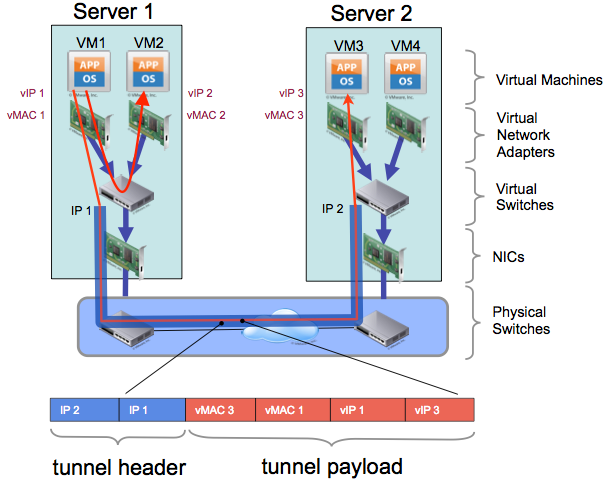 Server 1
Server 2
VM1
VM2
VM3
VM4
APP
OS
APP
OS
APP
OS
APP
OS
vIP 1
vMAC 1
vIP 2
vMAC 2
vIP 3
vMAC 3
IP 1
IP 2
Virtual Machines
Virtual
Network
Adapters
Virtual
Switches
NICs
Physical
Switches
IP 2
IP 1
vMAC 3
vMAC 1
vIP 1
vIP 3
tunnel header
tunnel payload